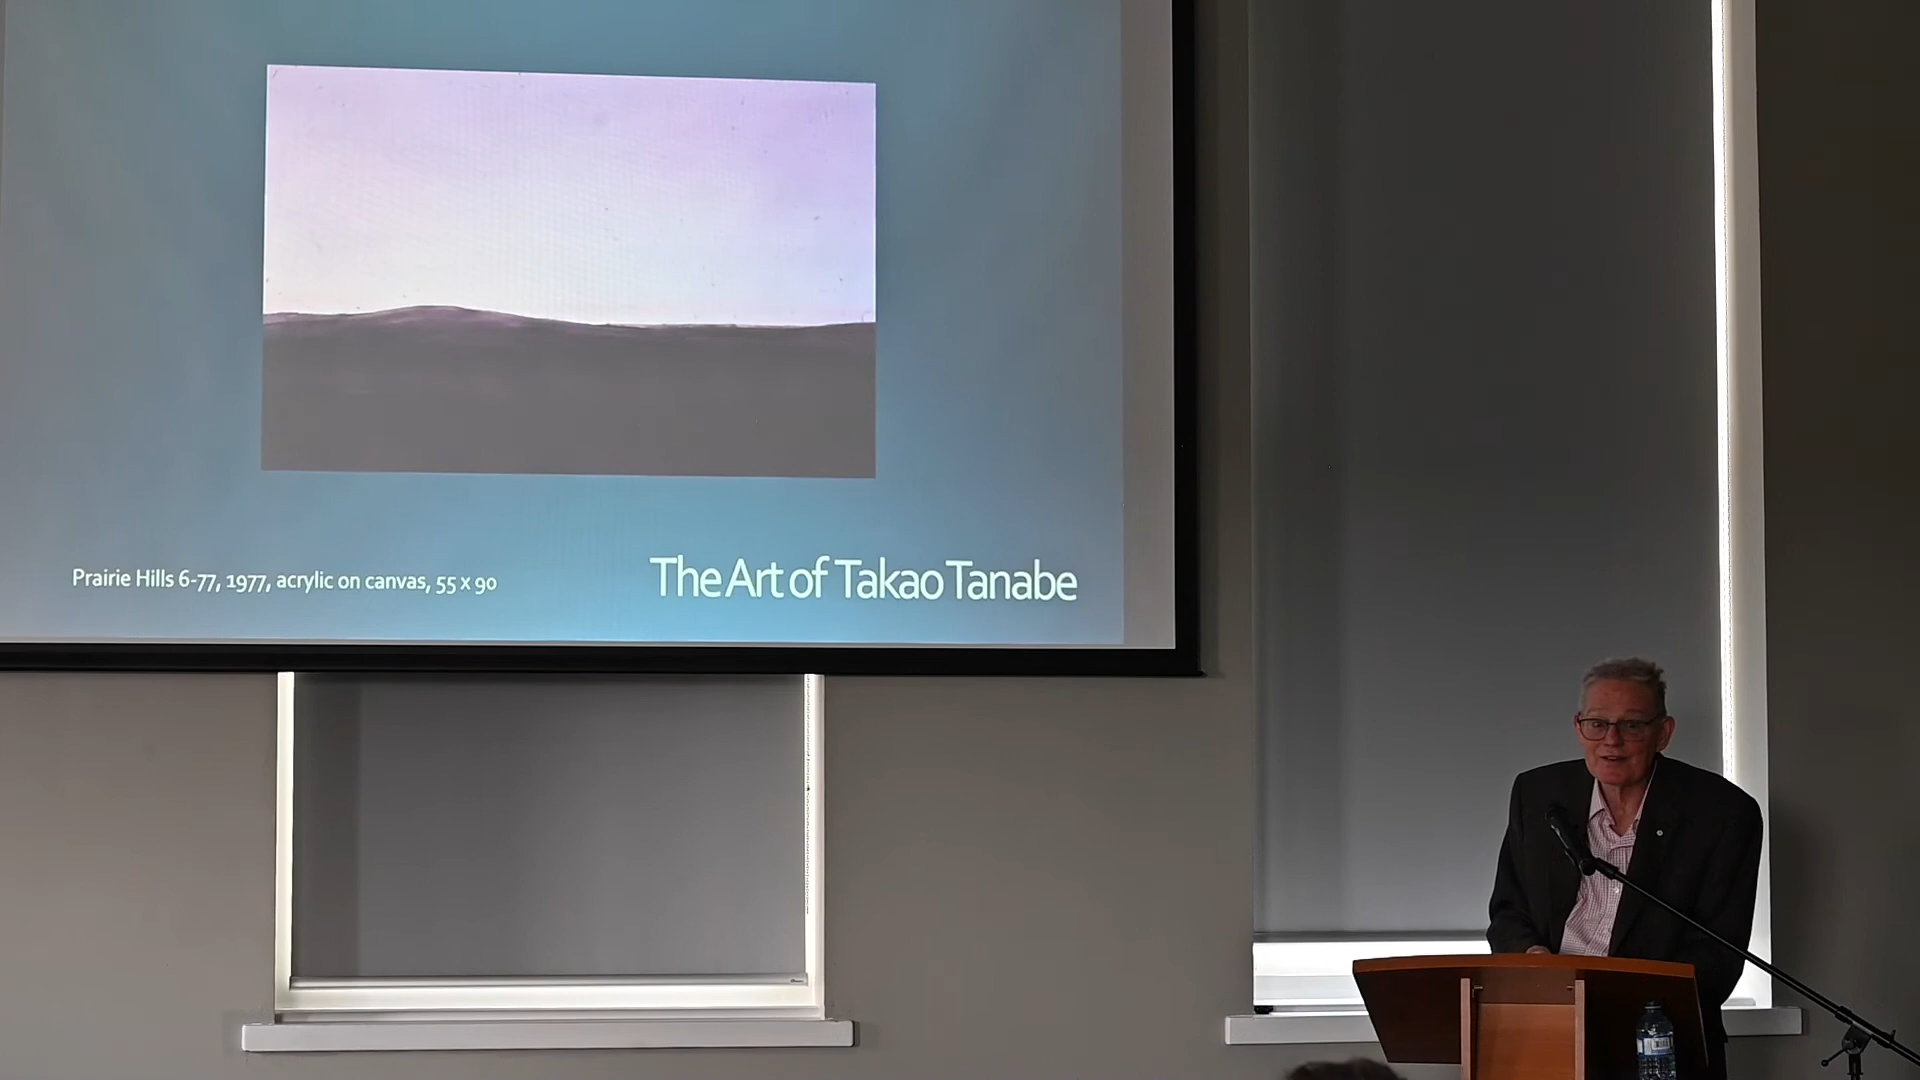 Prairie Hills 6-77, 1977, acrylic on canvas, 55 x 90
The Art of Takao Tanabe